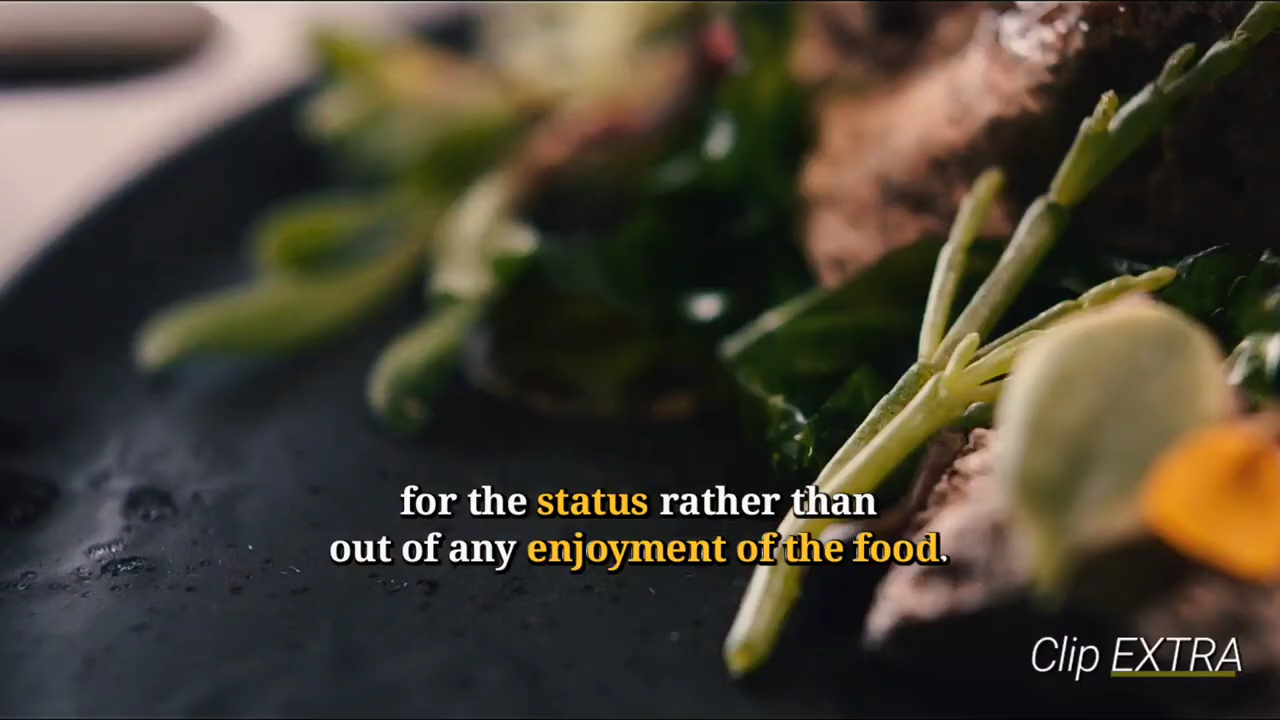 for the status rather than
out of any enjoyment of the food.
Clip EXTRA